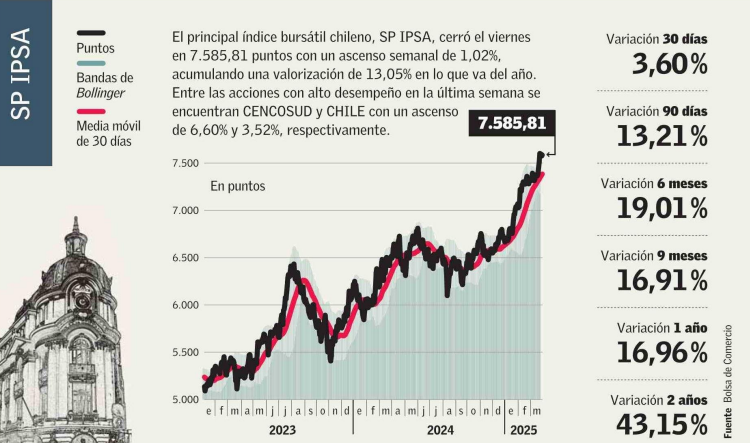 SP IPSA
Puntos
Bandas de
Bollinger
Media móvil
de 30 días
El principal índice bursátil chileno, SP IPSA, cerró el viernes
en 7.585,81 puntos con un ascenso semanal de 1,02%,
acumulando una valorización de 13,05% en lo que va del año.
Entre las acciones con alto desempeño en la última semana se
encuentran CENCOSUD y CHILE con un ascenso
de 6,60% y 3,52%, respectivamente.
7.585,81
En puntos
7.500
7.000
6.500
6.000
5.500
5.000
e f m a m j j a s o n d e f m a m j j a s o n d e f m
2023 2024 2025
Variación 30 días
3,60%
Variación 90 días
13,21%
Variación 6 meses
19,01%
Variación 9 meses
16,91%
Variación 1 año
16,96%
Variación 2 años
43,15%
Fuente Bolsa de Comercio